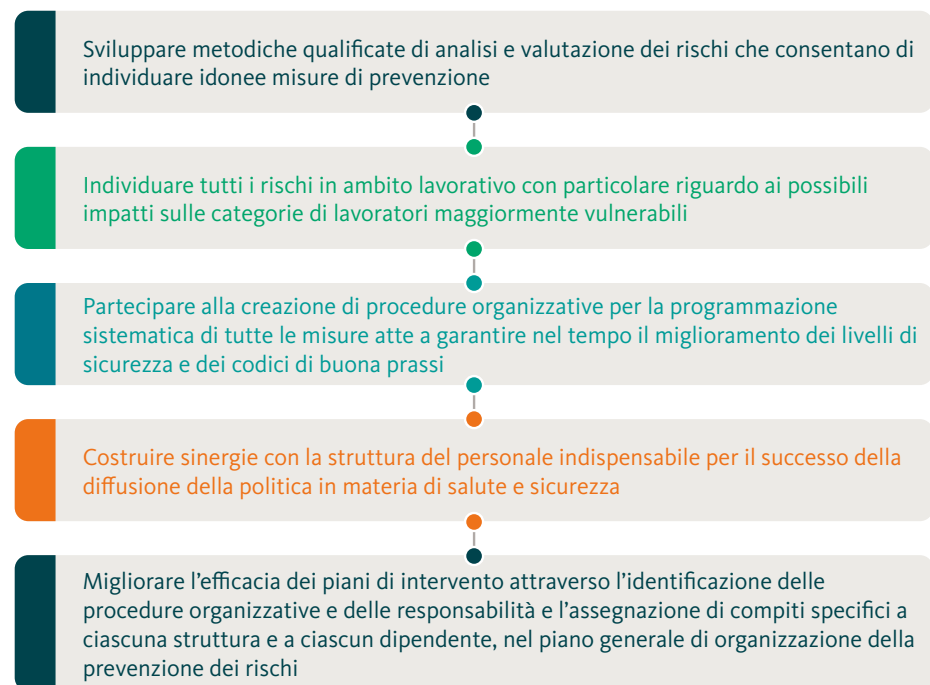 Sviluppare metodiche qualificate di analisi e valutazione dei rischi che consentano di
individuare idonee misure di prevenzione
Individuare tutti i rischi in ambito lavorativo con particolare riguardo ai possibili
impatti sulle categorie di lavoratori maggiormente vulnerabili
Partecipare alla creazione di procedure organizzative per la programmazione
sistematica di tutte le misure atte a garantire nel tempo il miglioramento dei livelli di
sicurezza e dei codici di buona prassi
Costruire sinergie con la struttura del personale indispensabile per il successo della
diffusione della politica in materia di salute e sicurezza
Migliorare l'efficacia dei piani di intervento attraverso l'identificazione delle
procedure organizzative e delle responsabilità e l'assegnazione di compiti specifici a
ciascuna struttura e a ciascun dipendente, nel piano generale di organizzazione della
prevenzione dei rischi